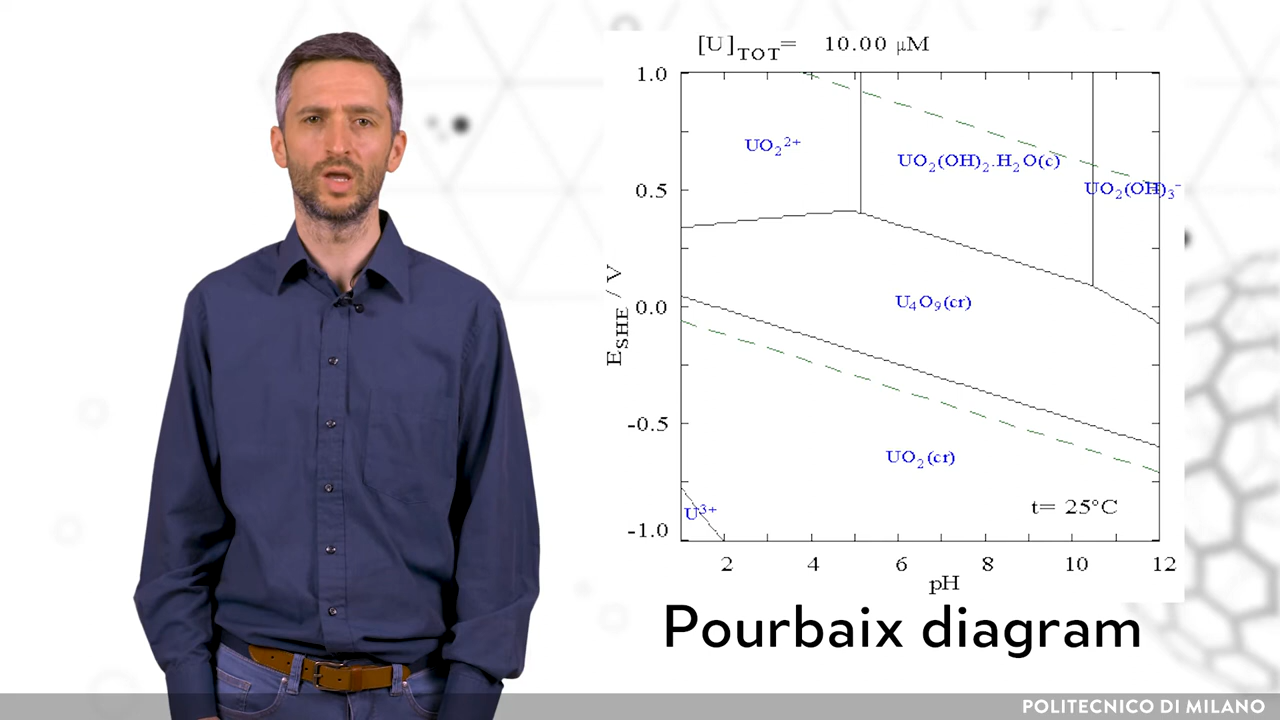 [U]TOT= 10.00 μM
1.0
0.5
0.0
-0.5
-1.0
ESHE / V
UO₂²⁺
UO₂(OH)₂.H₂O(c)
UO₂(OH)₃⁻
U₄O₉(cr)
UO₂(cr)
U³⁺
t= 25°C
2 4 6 8 10 12
pH
Pourbaix diagram
POLITECNICO DI MILANO